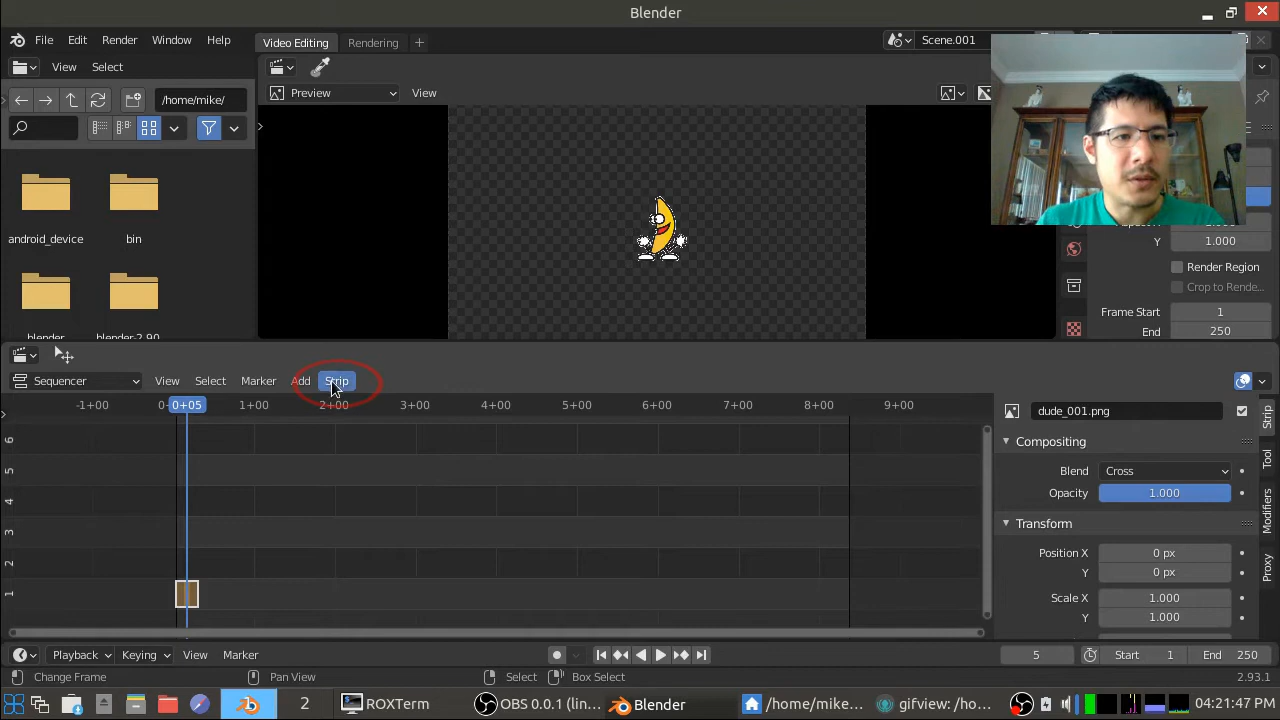 Blender
File Edit Render Window Help
Video Editing Rendering +
Scene.001
View Select
Preview View
/home/mike/
android_device bin
blender blender-2.90
Y 1.000
Render Region
Crop to Rende...
Frame Start 1
End 250
Sequencer View Select Marker Add Strip
-1+00 0+05 1+00 2+00 3+00 4+00 5+00 6+00 7+00 8+00 9+00
6
5
4
3
2
1
dude_001.png
Compositing
Blend Cross
Opacity 1.000
Transform
Position X 0 px
Y 0 px
Scale X 1.000
Y 1.000
Strip
Tool
Modifiers
Proxy
Playback Keying View Marker
5 Start 1 End 250
Change Frame Pan View Select Box Select 2.93.1
2 ROXTerm OBS 0.0.1 (lin... Blender /home/mike... gifview: /ho... 04:21:47 PM